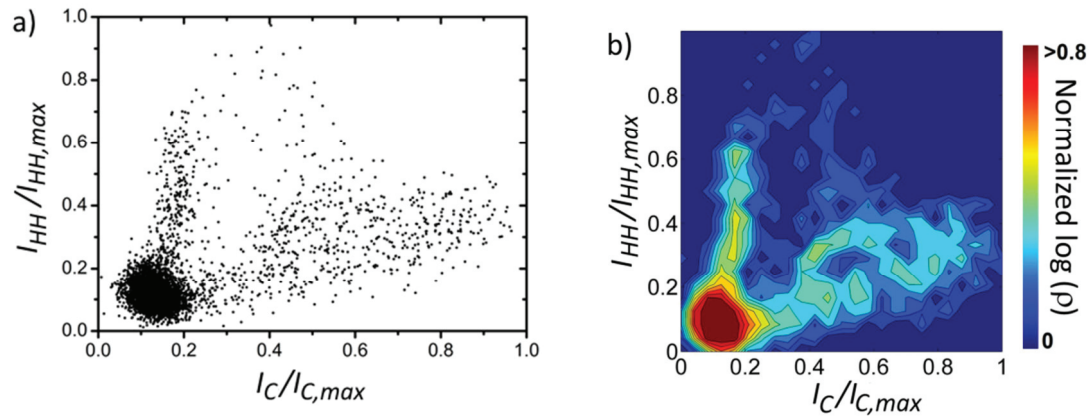 a)
1.0
0.8
0.6
0.4
0.2
0.0
I_HH/I_HH,max
0.0 0.2 0.4 0.6 0.8 1.0
I_C/I_C,max
b)
0.8
0.6
0.4
0.2
0
I_HH/I_HH,max
0 0.2 0.4 0.6 0.8 1
I_C/I_C,max
>0.8
0
Normalized log (ρ)